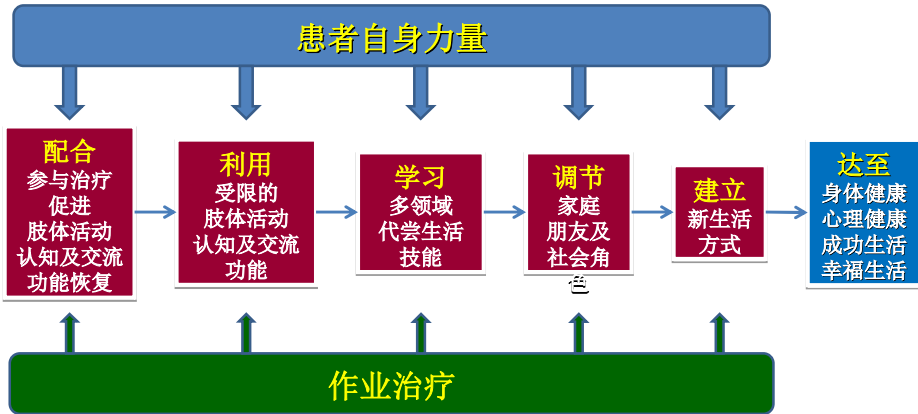 患者自身力量
配合
参与治疗
促进
肢体活动
认知及交流
功能恢复
利用
受限的
肢体活动
认知及交流
功能
学习
多领域
代尝生活
技能
调节
家庭
朋友及
社会角
色
建立
新生活
方式
达至
身体健康
心理健康
成功生活
幸福生活
作业治疗